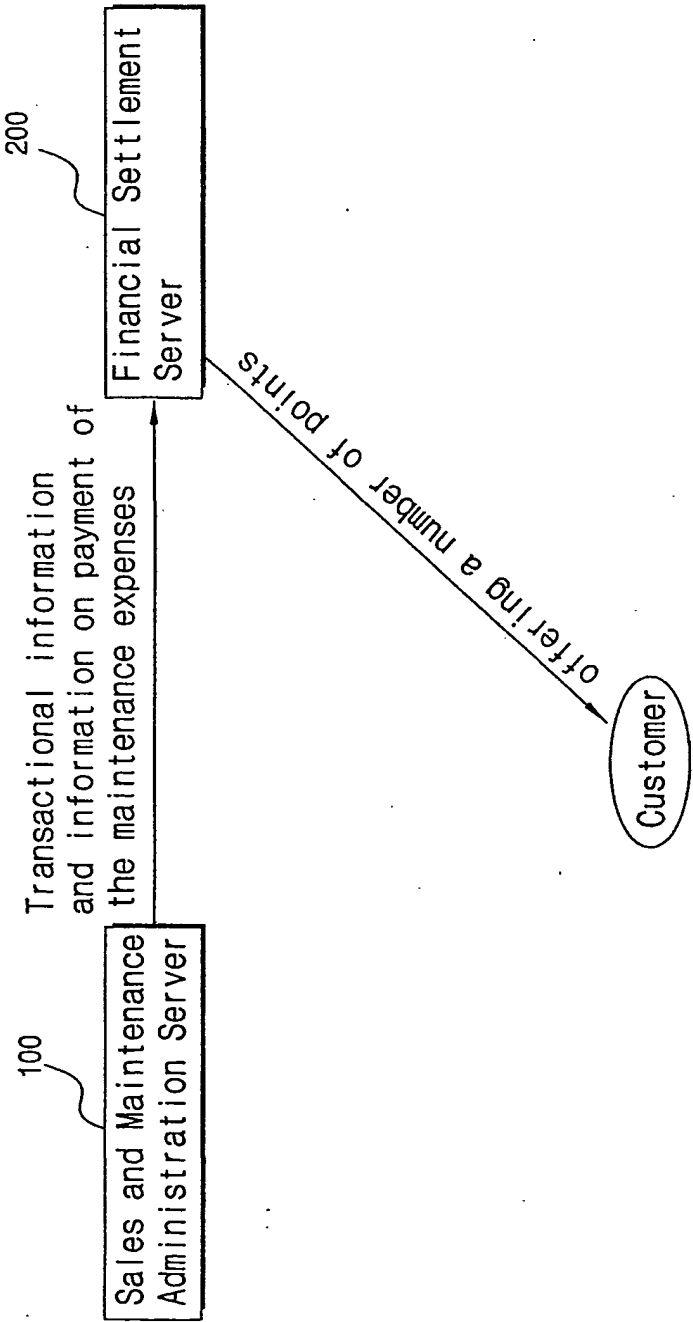 100
Sales and Maintenance
Administration Server
Transactional information
and information on payment of
the maintenance expenses
200
Financial Settlement
Server
offering a number of points
Customer